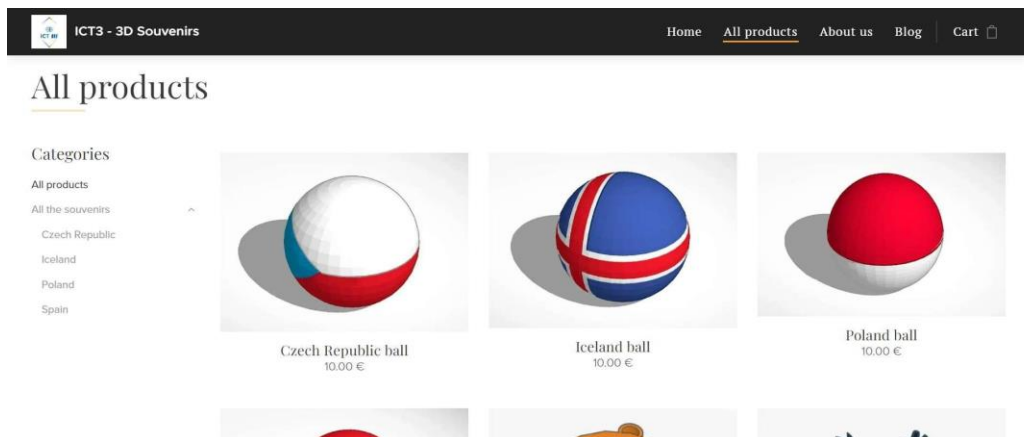 ICT3 - 3D Souvenirs
Home
All products
About us
Blog
Cart
All products
Categories
All products
All the souvenirs
Czech Republic
Iceland
Poland
Spain
Czech Republic ball
10.00 €
Iceland ball
10.00 €
Poland ball
10.00 €